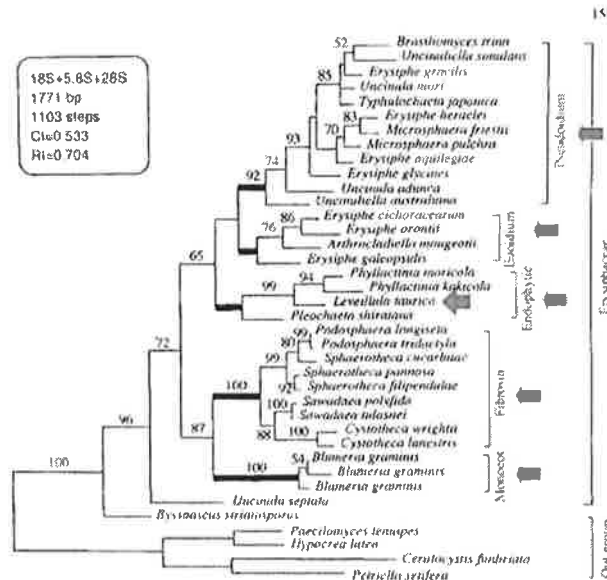 15
18S+5.8S+28S
1771 bp
1103 steps
CI=0.533
RI=0.704
52
Brasiliomyces trinn
Uncinuliella simulans
Erysiphe gracilis
85
Uncinula mori
Typhulochaeta japonica
83
Erysiphe heraclei
Microsphaera friesii
93
70
Microsphaera pulchra
Erysiphe aquilegiae
74
Erysiphe glycines
92
Uncinula adunca
Uncinuliella australiana
86
Erysiphe cichoracearum
76
Erysiphe orontii
Arthrocladiella mougeotii
Erysiphe galeopsidis
65
Phyllactinia moricola
94
Phyllactinia kakicola
99
Leveillula taurica
Pleochaeta shiraiana
Endophytic
Podosphaera longiseta
99
80
Podosphaera tridactyla
Sphaerotheca cucurbitae
99
Sphaerotheca pannosa
72
100
92
Sphaerotheca filipendulae
Sawadaea polyfida
100
Sawadaea tulasnei
87
88
100
Cystotheca wrightii
Cystotheca lanestris
96
54
Blumeria graminis
100
Blumeria graminis
Blumeria graminis
Monocot
100
Uncinula septata
Byssoascus striatosporus
Paecilomyces tenuipes
Hypocrea lutea
Ceratocystis fimbriata
Petriella setifera